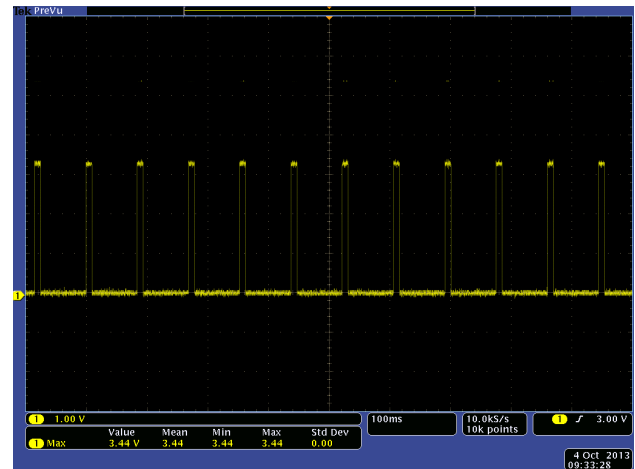 Tek PreVu
1
1 1.00 V
100ms
10.0kS/s
10k points
1 3.00 V
Value Mean Min Max Std Dev
1 Max 3.44 V 3.44 3.44 3.44 0.00
4 Oct 2013
09:33:28